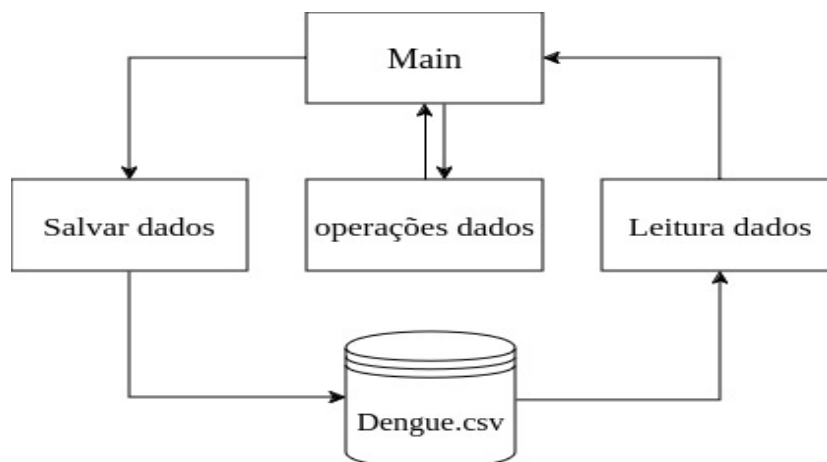 Main
Salvar dados
operações dados
Leitura dados
Dengue.csv